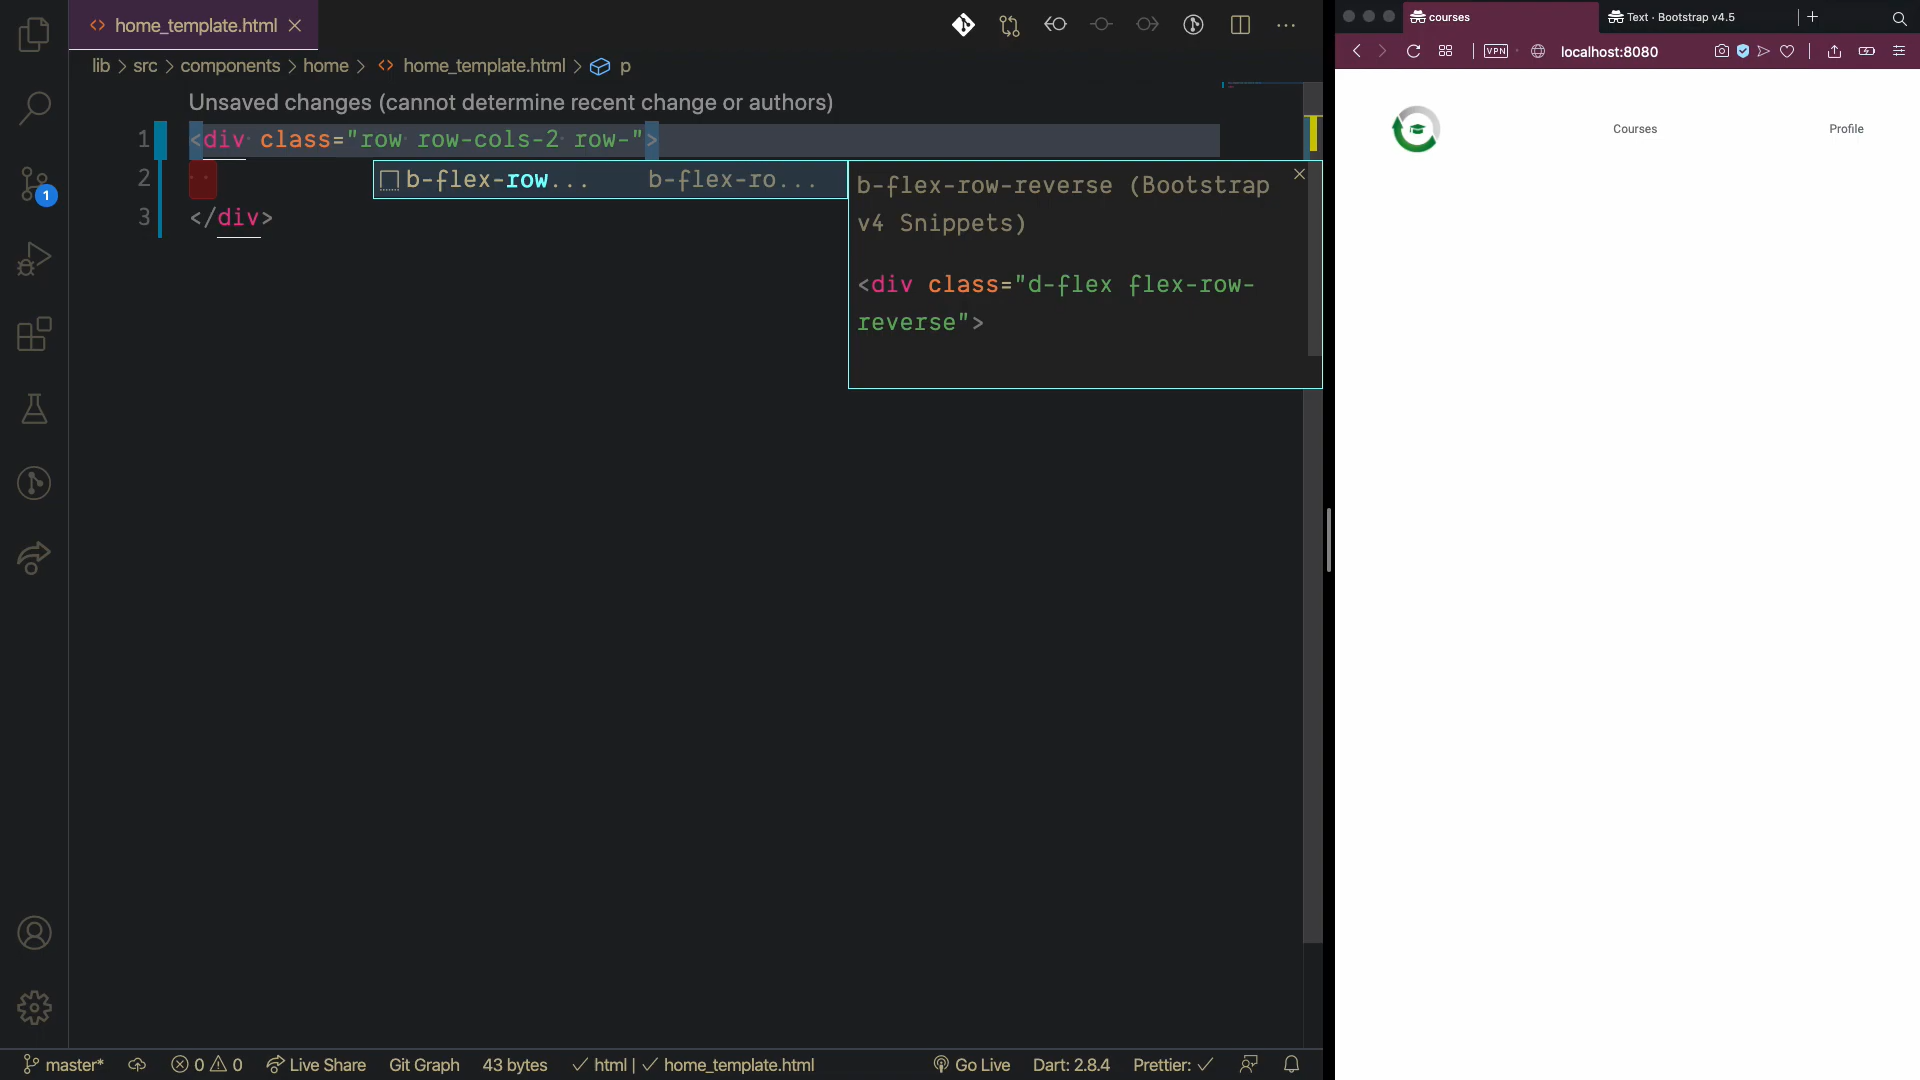 home_template.html
lib > src > components > home > <> home_template.html > p
Unsaved changes (cannot determine recent change or authors)
1 <div class="row row-cols-2 row-">
2
3 </div>
b-flex-row... b-flex-ro...
b-flex-row-reverse (Bootstrap
v4 Snippets)
<div class="d-flex flex-row-
reverse">
1
master* 0 0 Live Share Git Graph 43 bytes html | home_template.html Go Live Dart: 2.8.4 Prettier:
courses
Text · Bootstrap v4.5
VPN
localhost:8080
Courses
Profile